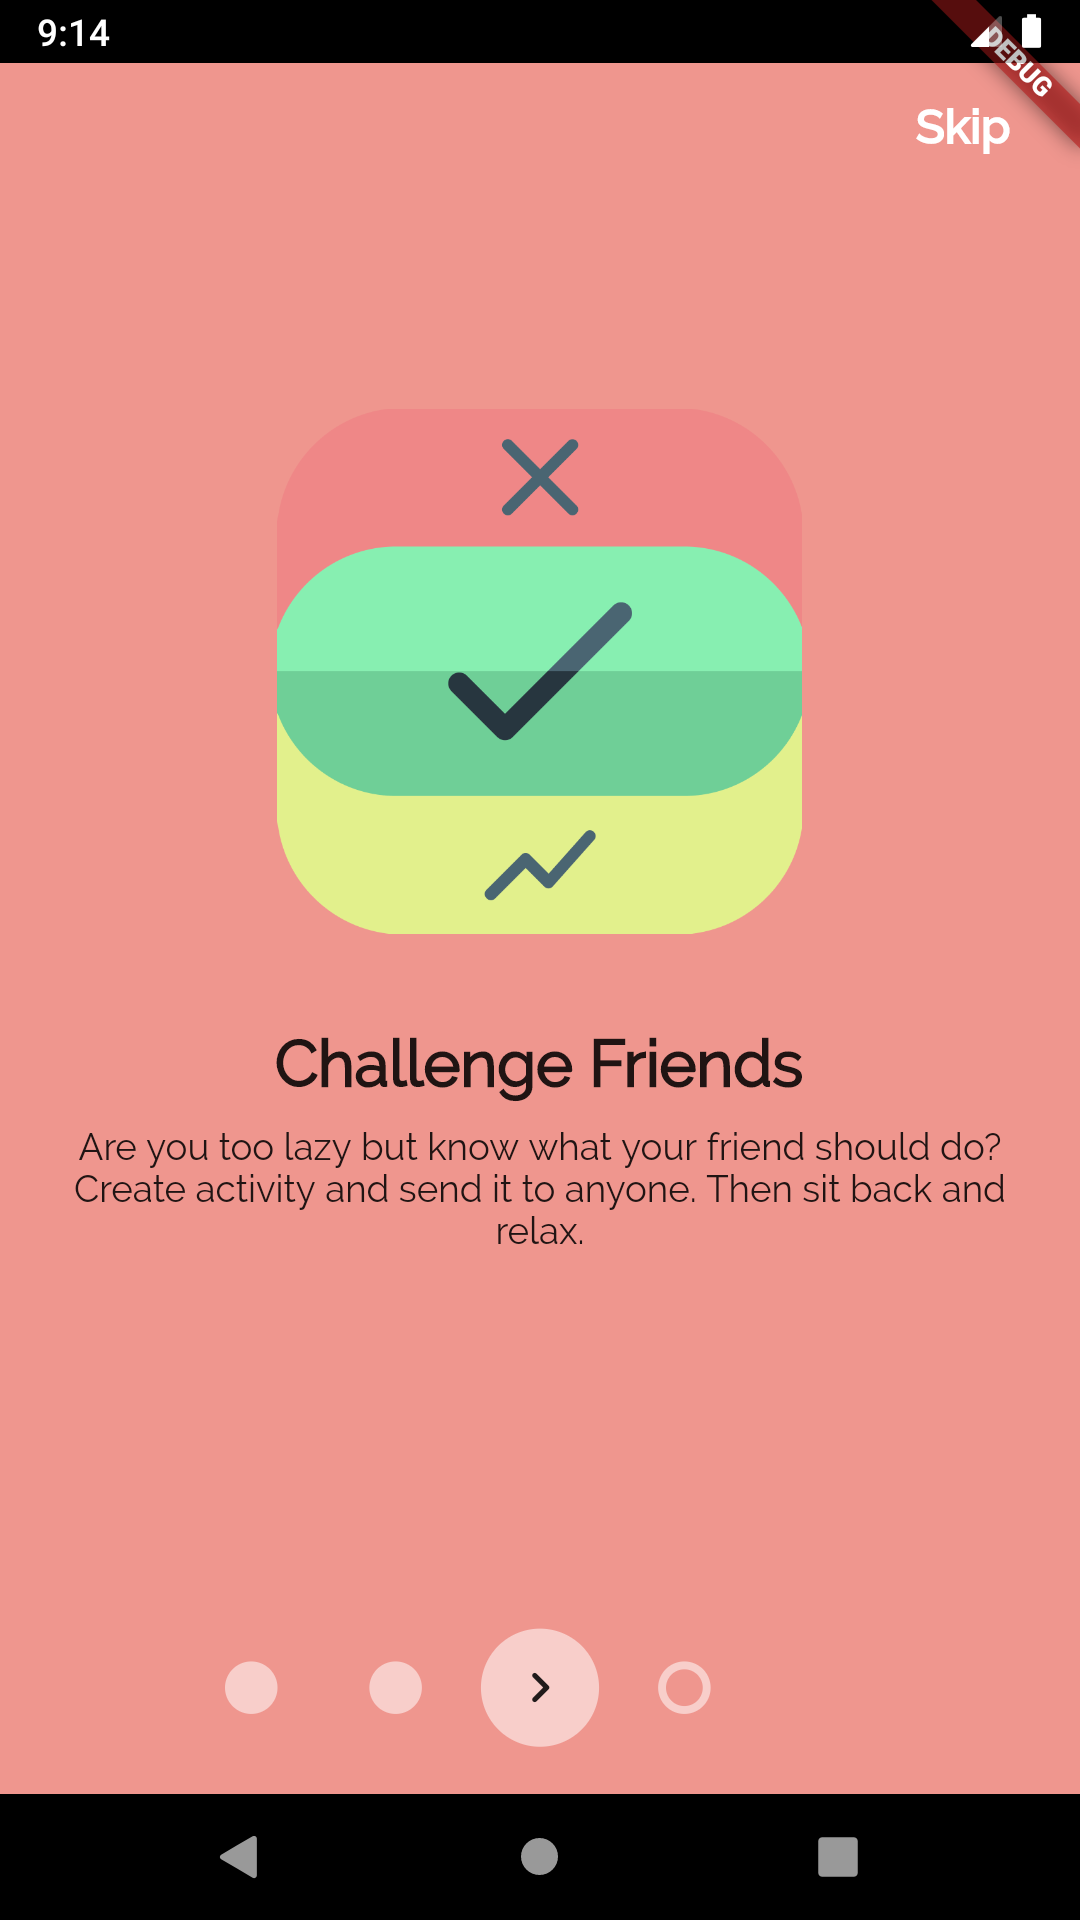 9:14
DEBUG
Skip
Challenge Friends
Are you too lazy but know what your friend should do?
Create activity and send it to anyone. Then sit back and
relax.